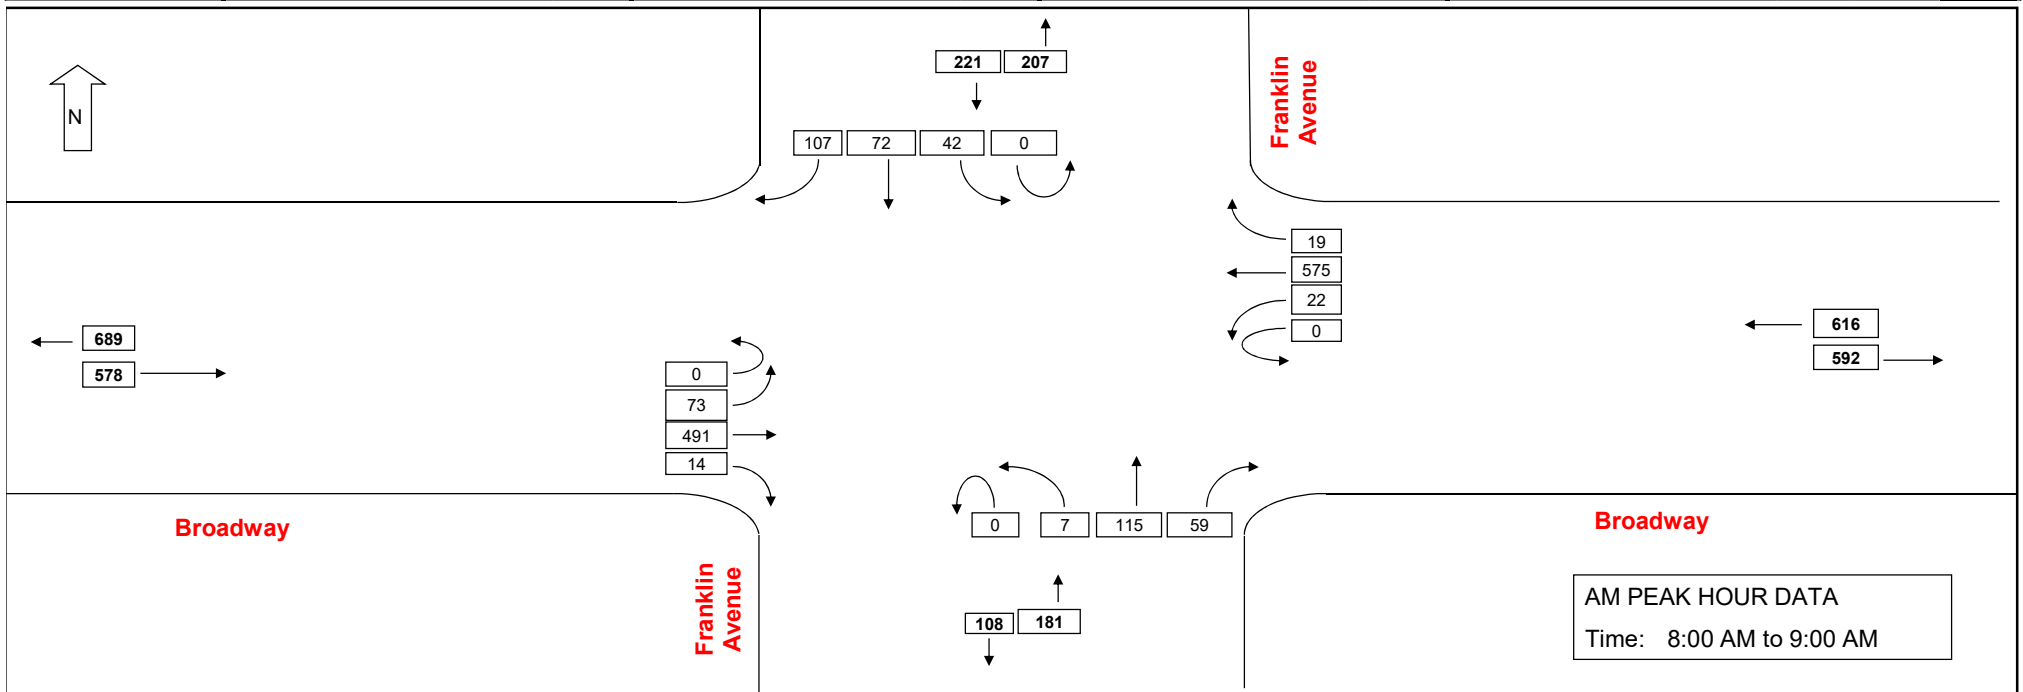 221 207
Franklin
Avenue
N
107 72 42 0
19
575
22
0
689
578
616
592
0
73
491
14
0 7 115 59
Broadway
Broadway
Franklin
Avenue
108 181
AM PEAK HOUR DATA
Time: 8:00 AM to 9:00 AM